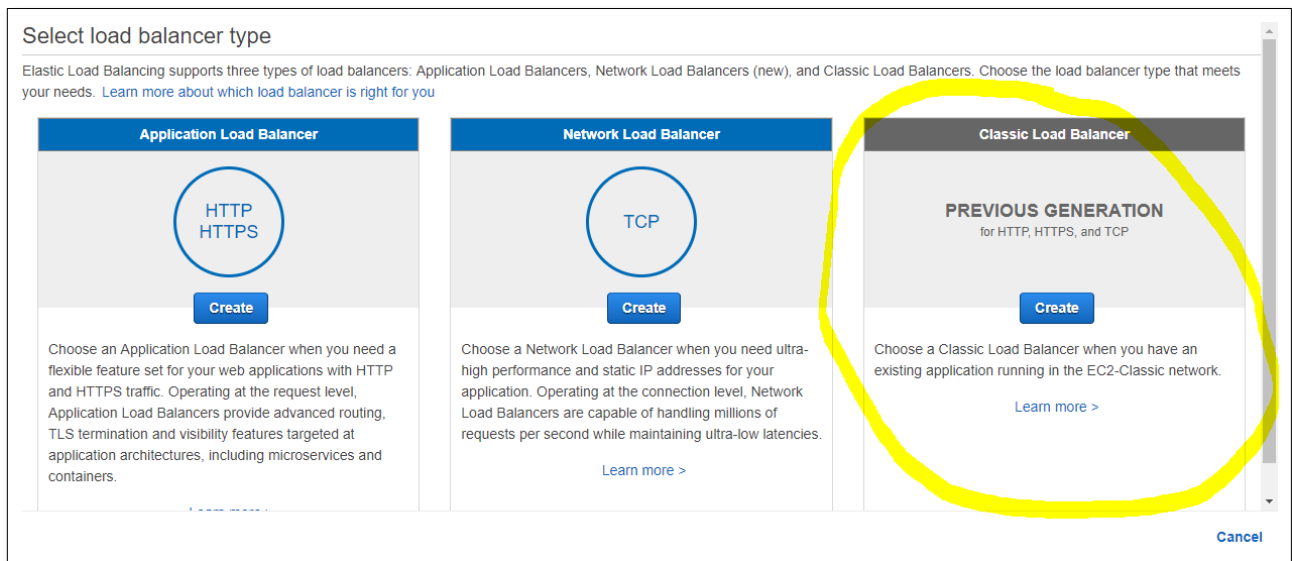 Select load balancer type
Elastic Load Balancing supports three types of load balancers: Application Load Balancers, Network Load Balancers (new), and Classic Load Balancers. Choose the load balancer type that meets
your needs. Learn more about which load balancer is right for you
Application Load Balancer
HTTP
HTTPS
Create
Choose an Application Load Balancer when you need a
flexible feature set for your web applications with HTTP
and HTTPS traffic. Operating at the request level,
Application Load Balancers provide advanced routing,
TLS termination and visibility features targeted at
application architectures, including microservices and
containers.
Network Load Balancer
TCP
Create
Choose a Network Load Balancer when you need ultra-
high performance and static IP addresses for your
application. Operating at the connection level, Network
Load Balancers are capable of handling millions of
requests per second while maintaining ultra-low latencies.
Learn more >
Classic Load Balancer
PREVIOUS GENERATION
for HTTP, HTTPS, and TCP
Create
Choose a Classic Load Balancer when you have an
existing application running in the EC2-Classic network.
Learn more >
Cancel